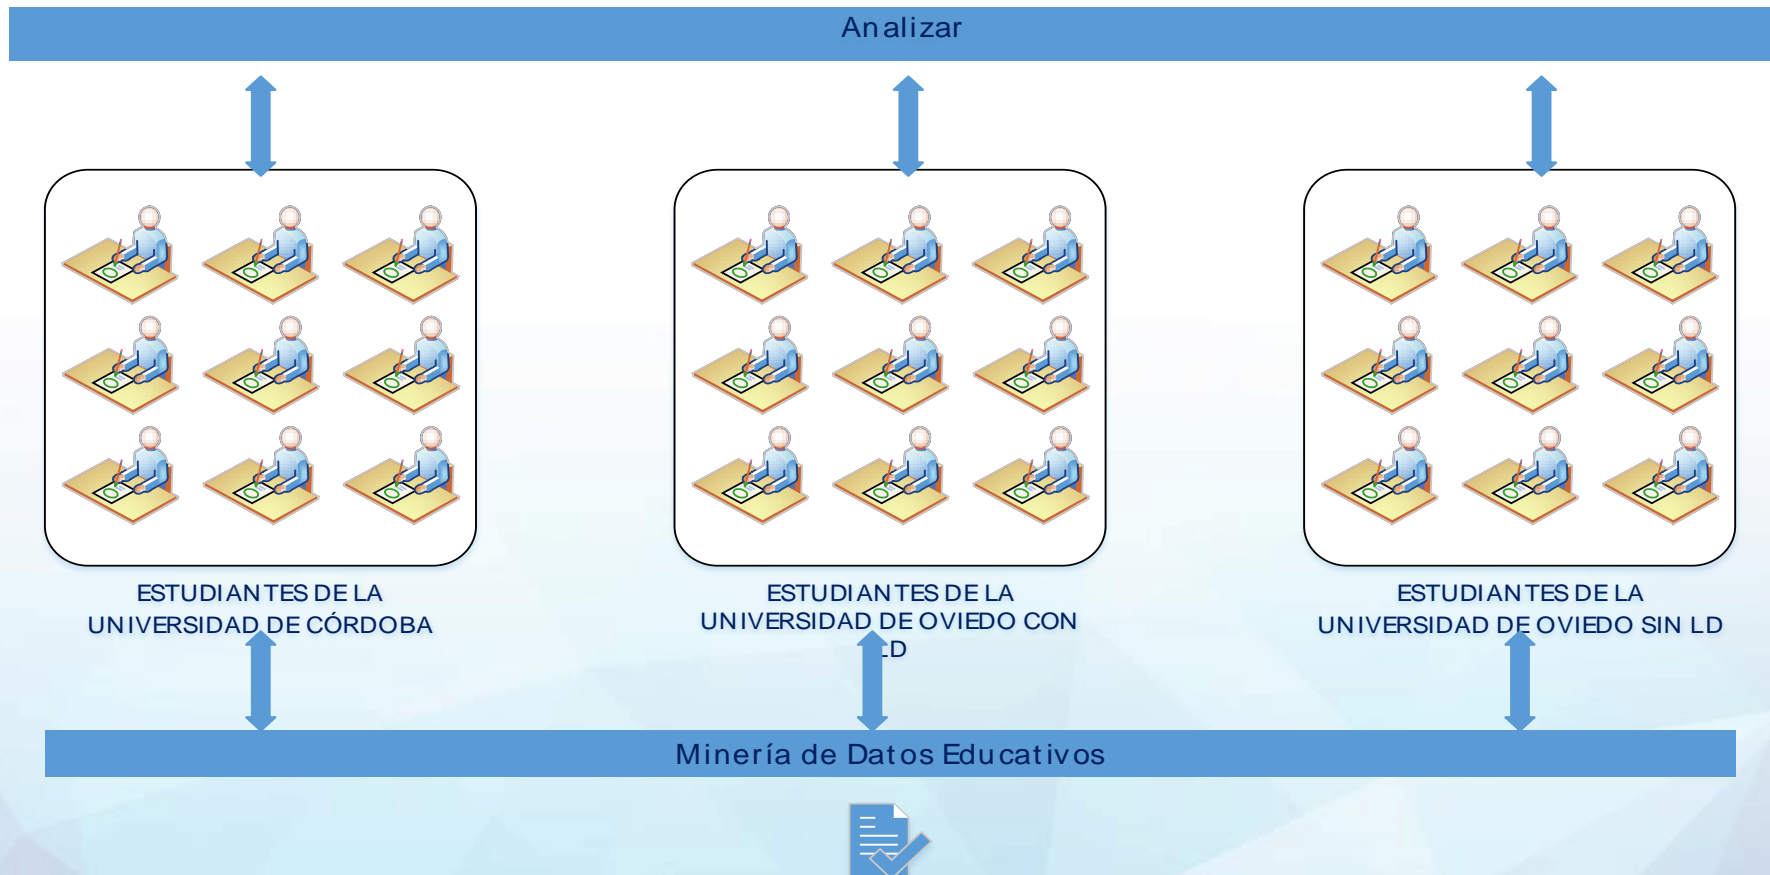 Analizar
ESTUDIANTES DE LA
UNIVERSIDAD DE CÓRDOBA
ESTUDIANTES DE LA
UNIVERSIDAD DE OVIEDO CON
LD
ESTUDIANTES DE LA
UNIVERSIDAD DE OVIEDO SIN LD
Minería de Datos Educativos